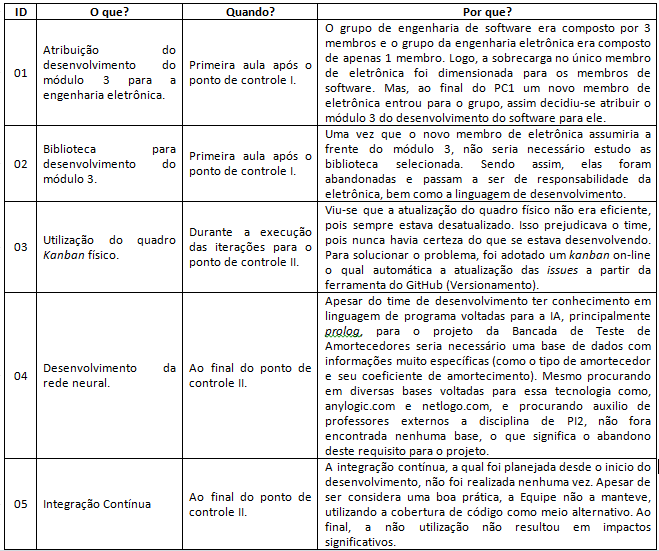 ID O que? Quando? Por que?
01
Atribuição do
desenvolvimento do
módulo 3 para a
engenharia eletrônica.
Primeira aula após o
ponto de controle I.
O grupo de engenharia de software era composto por 3
membros e o grupo da engenharia eletrônica era composto
de apenas 1 membro. Logo, a sobrecarga no único membro
de eletrônica foi dimensionada para os membros de
software. Mas, ao final do PC1 um novo membro de
eletrônica entrou para o grupo, assim decidiu-se atribuir o
módulo 3 do desenvolvimento do software para ele.
02
Biblioteca para
desenvolvimento do
módulo 3.
Primeira aula após o
ponto de controle I.
Uma vez que o novo membro de eletrônica assumiria a
frente do módulo 3, não seria necessário estudo as
biblioteca selecionada. Sendo assim, elas foram
abandonadas e passam a ser de responsabilidade da
eletrônica, bem como a linguagem de desenvolvimento.
03
Utilização do quadro
Kanban físico.
Durante a execução
das iterações para o
ponto de controle II.
Viu-se que a atualização do quadro físico não era eficiente,
pois sempre estava desatualizado. Isso prejudicava o time,
pois nunca havia certeza do que se estava desenvolvendo.
Para solucionar o problema, foi adotado um kanban on-line
o qual automática a atualização das issues a partir da
ferramenta do GitHub (Versionamento).
04
Desenvolvimento da
rede neural.
Ao final do ponto de
controle II.
Apesar do time de desenvolvimento ter conhecimento em
linguagem de programa voltadas para a IA, principalmente
prolog, para o projeto da Bancada de Teste de
Amortecedores seria necessário uma base de dados com
informações muito específicas (como o tipo de amortecedor
e seu coeficiente de amortecimento). Mesmo procurando
em diversas bases voltadas para essa tecnologia como,
anylogic.com e netlogo.com, e procurando auxilio de
professores externos a disciplina de PI2, não fora
encontrada nenhuma base, o que significa o abandono
deste requisito para o projeto.
05
Integração Contínua
Ao final do ponto de
controle II.
A integração contínua, a qual foi planejada desde o inicio do
desenvolvimento, não foi realizada nenhuma vez. Apesar de
ser considera uma boa prática, a Equipe não a manteve,
utilizando a cobertura de código como meio alternativo. Ao
final, a não utilização não resultou em impactos
significativos.